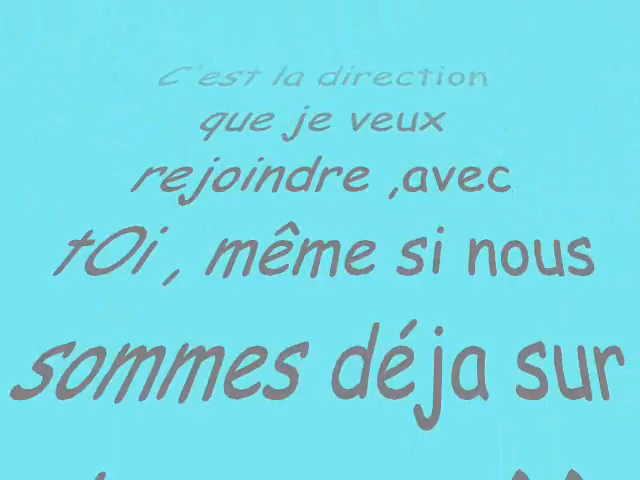 C'est la direction
que je veux
rejoindre ,avec
tOi , même si nous
sommes déja sur